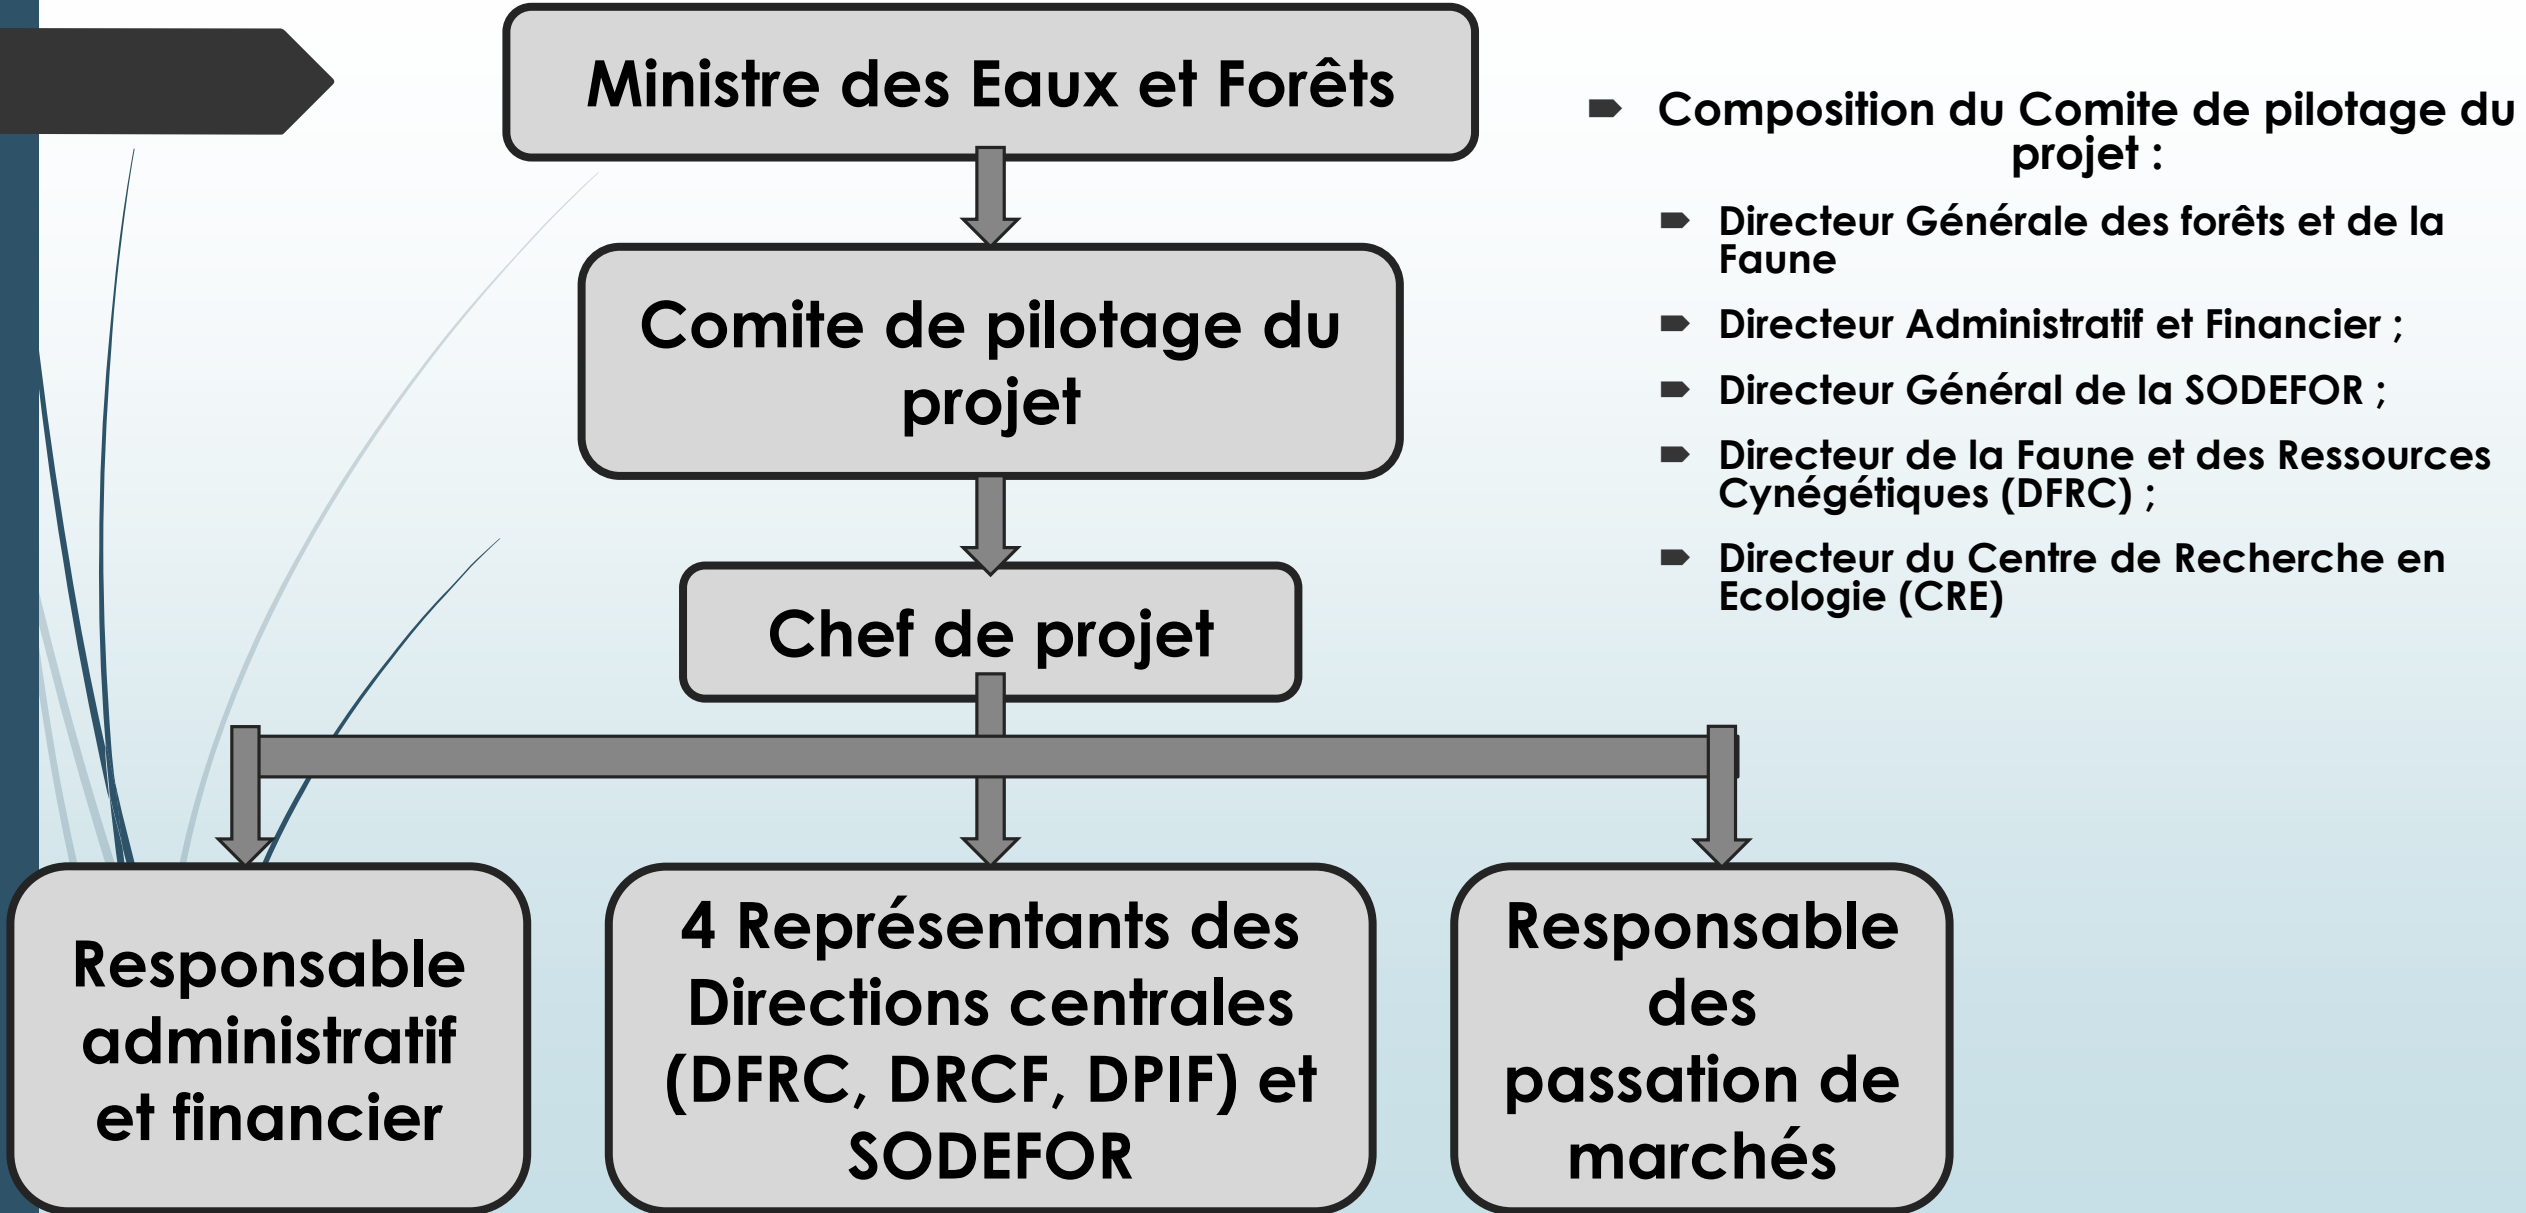 Ministre des Eaux et Forêts
Comite de pilotage du
projet
Chef de projet
Responsable
administratif
et financier
4 Représentants des
Directions centrales
(DFRC, DRCF, DPIF) et
SODEFOR
Responsable
des
passation de
marchés
Composition du Comite de pilotage du
projet :
Directeur Générale des forêts et de la
Faune
Directeur Administratif et Financier ;
Directeur Général de la SODEFOR ;
Directeur de la Faune et des Ressources
Cynégétiques (DFRC) ;
Directeur du Centre de Recherche en
Ecologie (CRE)